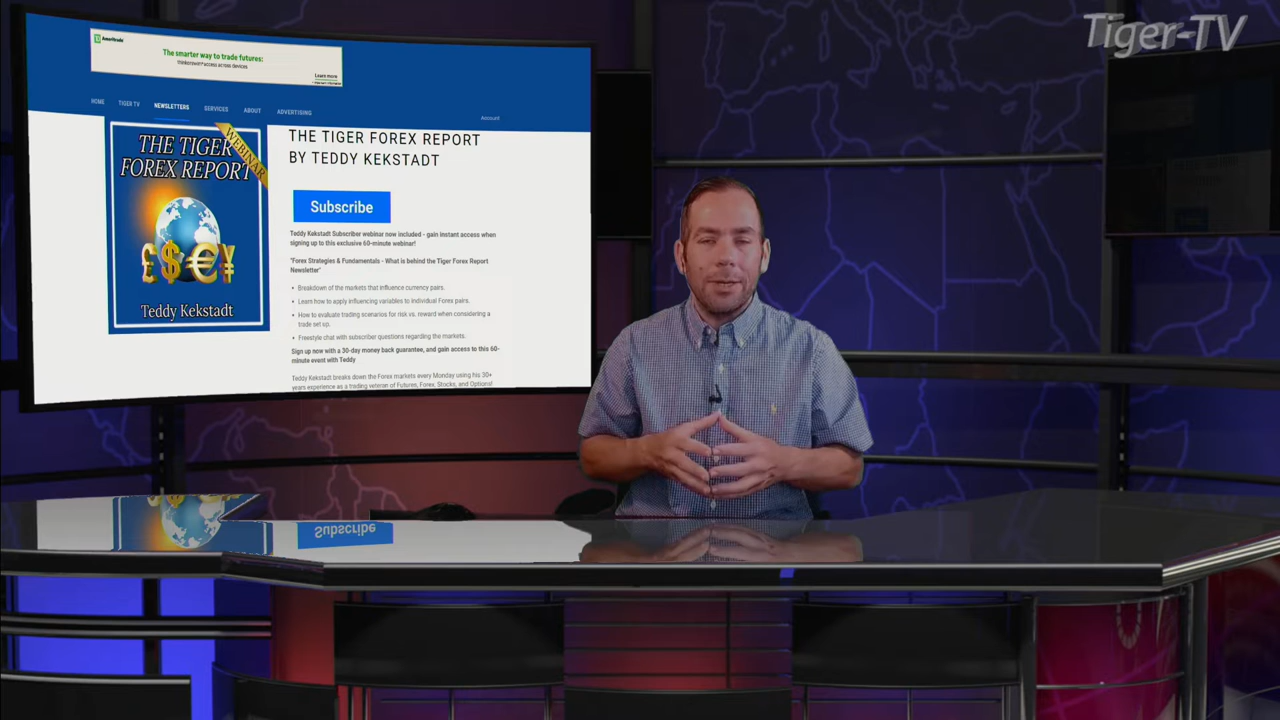 Tiger-TV
Ameritrade
The smarter way to trade futures:
thinkorswim® access across devices
Learn more
HOME
TIGER TV
NEWSLETTERS
SERVICES
ABOUT
ADVERTISING
Account
THE TIGER
FOREX REPORT
WEBINAR
Teddy Kekstadt
THE TIGER FOREX REPORT
BY TEDDY KEKSTADT
Subscribe
Teddy Kekstadt Subscriber webinar now included - gain instant access when
signing up to this exclusive 60-minute webinar!
"Forex Strategies & Fundamentals - What is behind the Tiger Forex Report
Newsletter"
Breakdown of the markets that influence currency pairs.
Learn how to apply influencing variables to individual Forex pairs.
How to evaluate trading scenarios for risk vs. reward when considering a
trade set up.
Freestyle chat with subscriber questions regarding the markets.
Sign up now with a 30-day money back guarantee, and gain access to this 60-
minute event with Teddy
Teddy Kekstadt breaks down the Forex markets every Monday using his 30+
years experience as a trading veteran of Futures, Forex, Stocks, and Options!
Subscribe